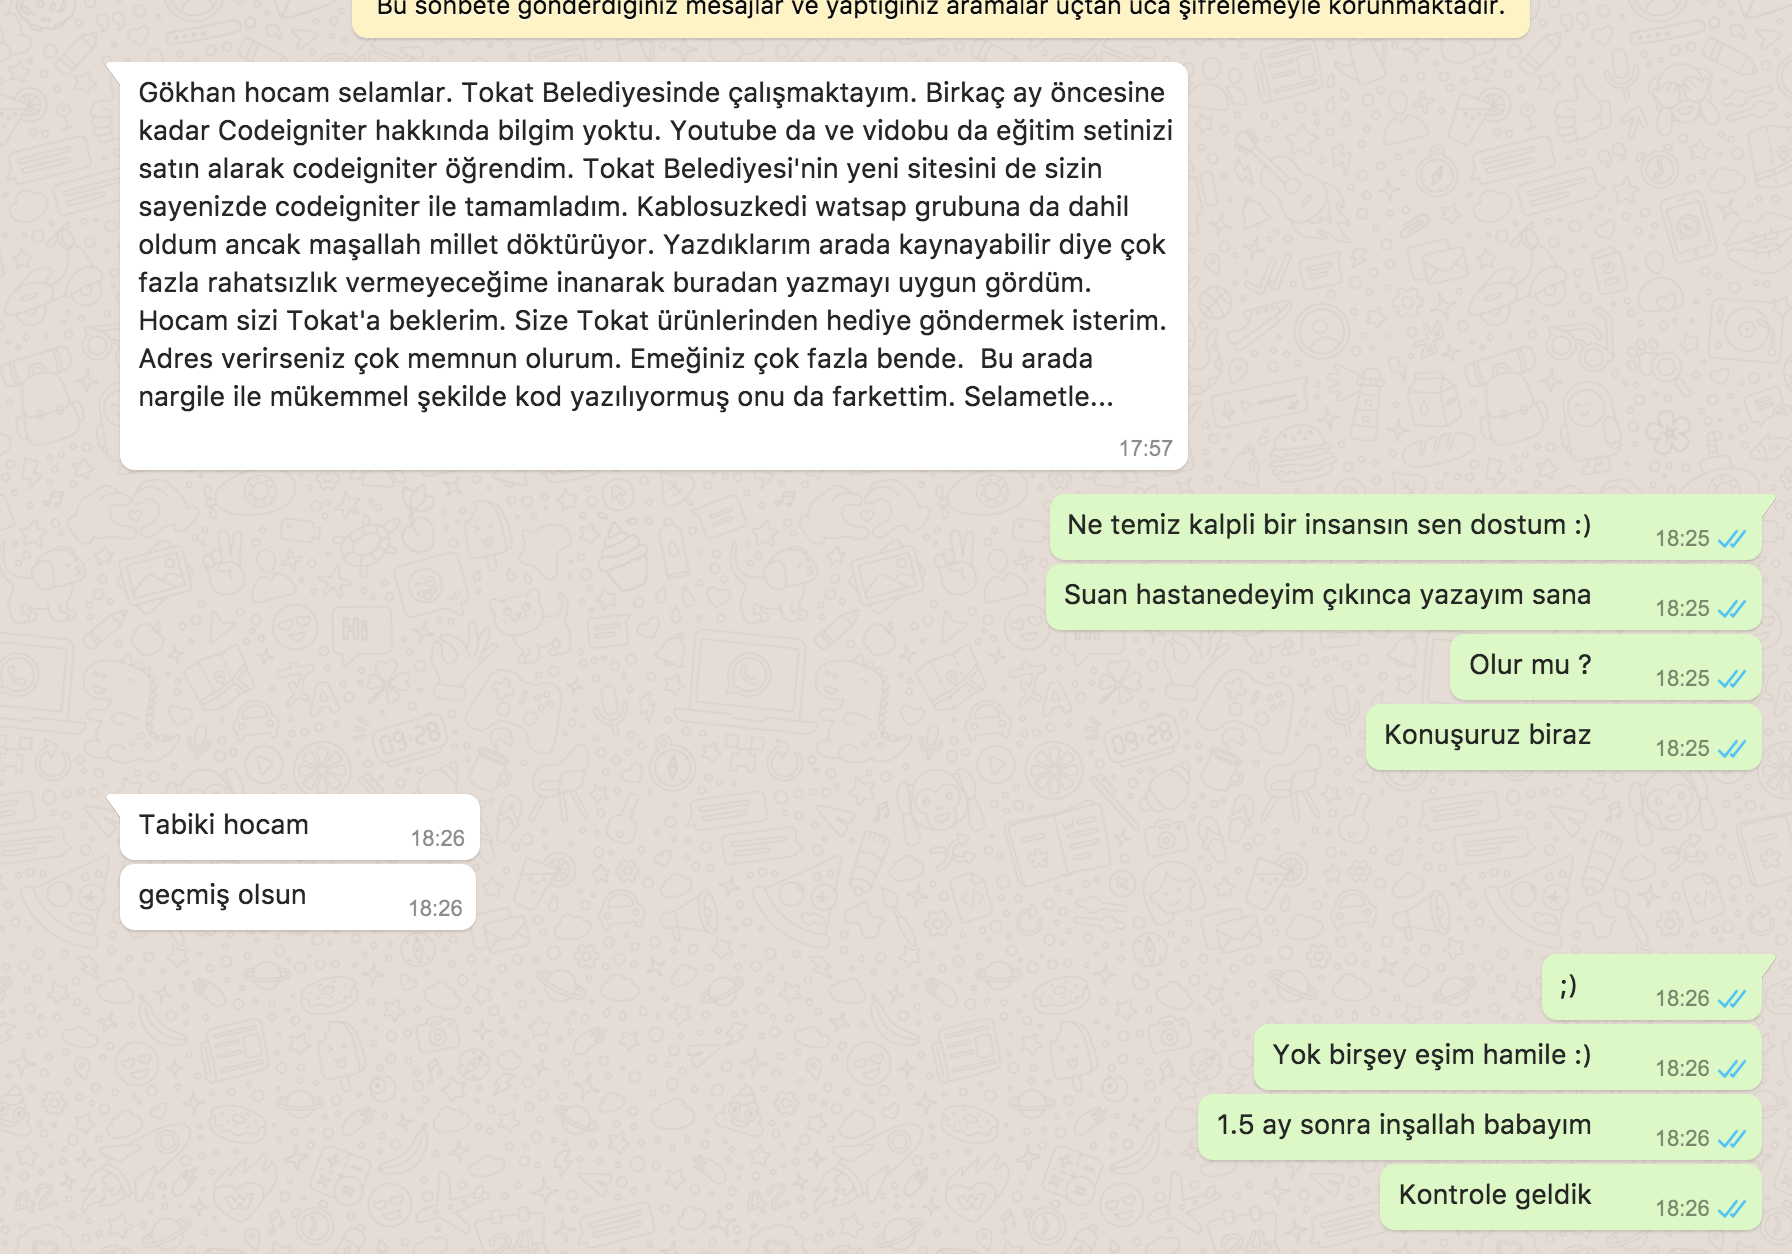 Bu sohbete gönderdiğiniz mesajlar ve yaptığınız aramalar uçtan uca şifrelemeyle korunmaktadır.
Gökhan hocam selamlar. Tokat Belediyesinde çalışmaktayım. Birkaç ay öncesine
kadar Codeigniter hakkında bilgim yoktu. Youtube da ve vidobu da eğitim setinizi
satın alarak codeigniter öğrendim. Tokat Belediyesi'nin yeni sitesini de sizin
sayenizde codeigniter ile tamamladım. Kablosuzkedi watsap grubuna da dahil
oldum ancak maşallah millet döktürüyor. Yazdıklarım arada kaynayabilir diye çok
fazla rahatsızlık vermeyeceğime inanarak buradan yazmayı uygun gördüm.
Hocam sizi Tokat'a beklerim. Size Tokat ürünlerinden hediye göndermek isterim.
Adres verirseniz çok memnun olurum. Emeğiniz çok fazla bende.  Bu arada
nargile ile mükemmel şekilde kod yazılıyormuş onu da farkettim. Selametle...
17:57
Ne temiz kalpli bir insansın sen dostum :) 18:25
Suan hastanedeyim çıkınca yazayım sana 18:25
Olur mu ? 18:25
Konuşuruz biraz 18:25
Tabiki hocam 18:26
geçmiş olsun 18:26
;) 18:26
Yok birşey eşim hamile :) 18:26
1.5 ay sonra inşallah babayım 18:26
Kontrole geldik 18:26